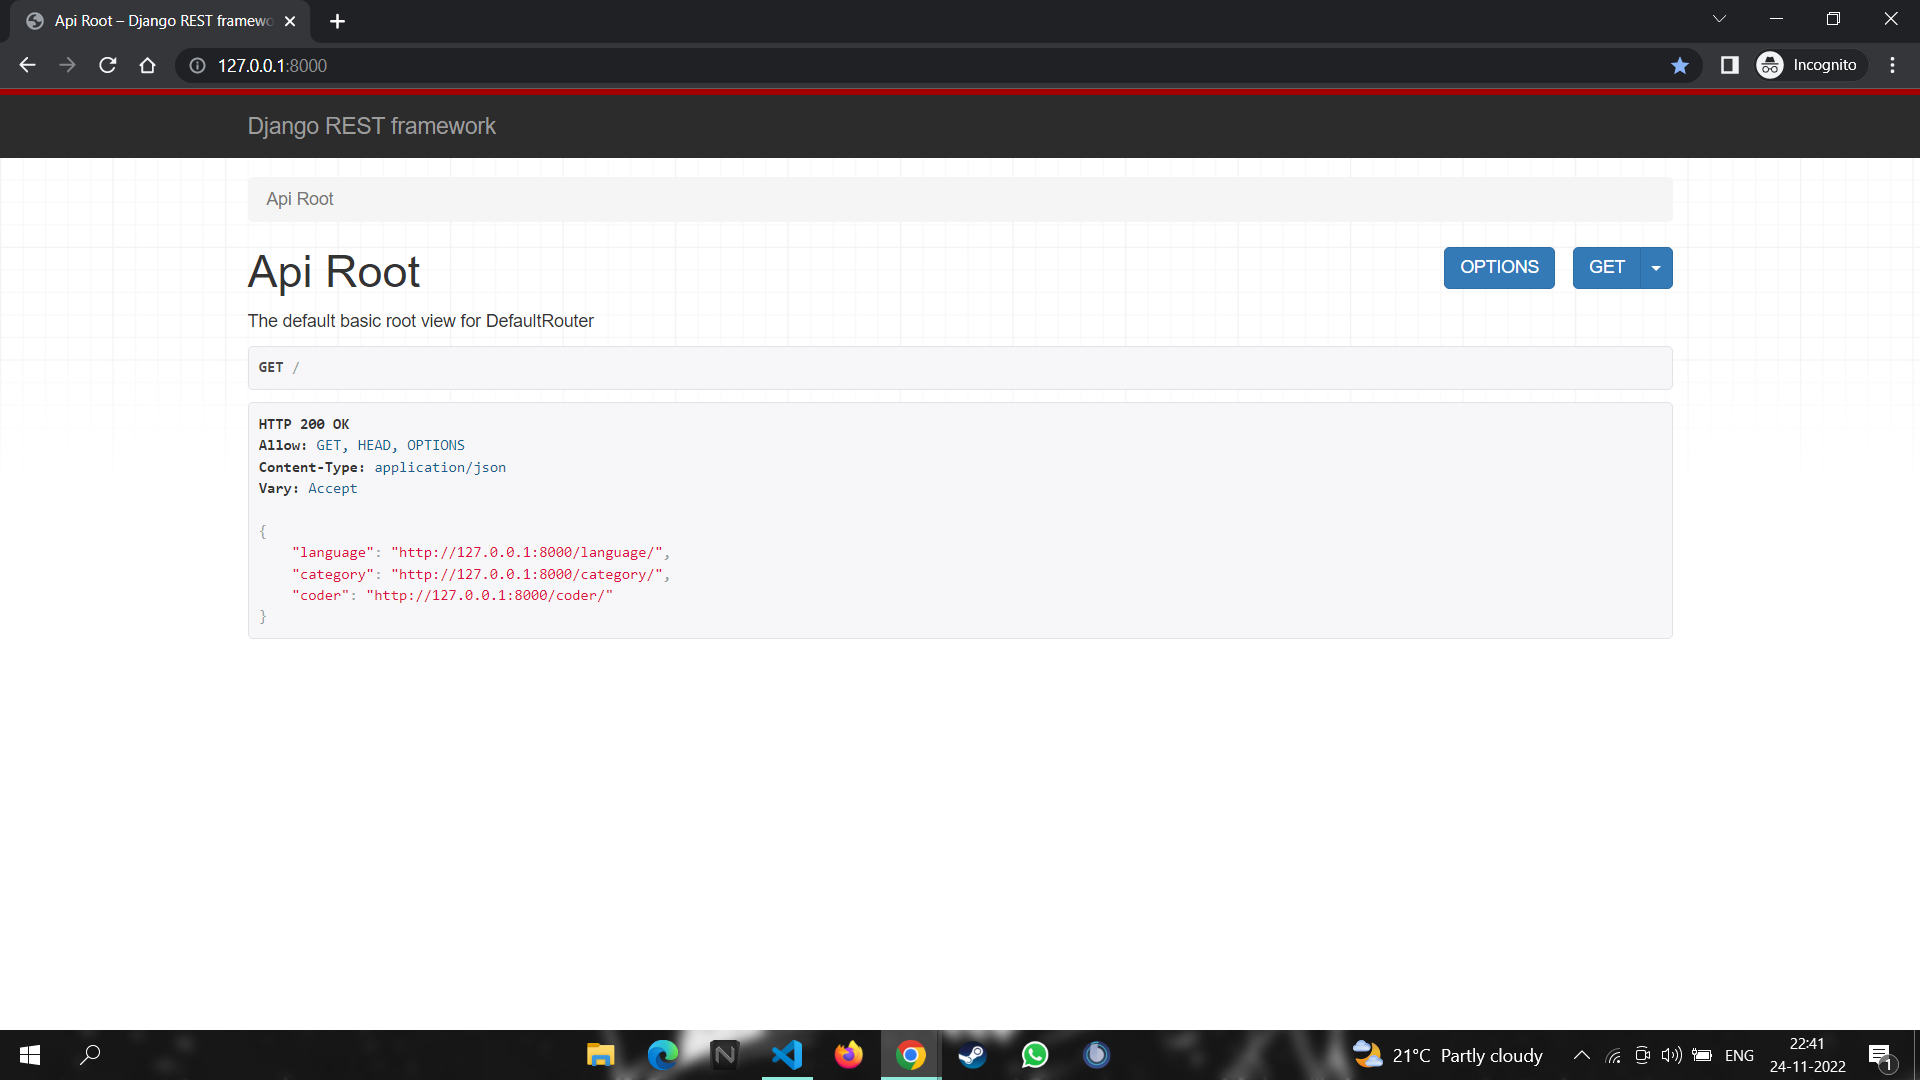 Api Root – Django REST framewo
127.0.0.1:8000
Incognito
Django REST framework
Api Root
Api Root
OPTIONS
GET
The default basic root view for DefaultRouter
GET /
HTTP 200 OK
Allow: GET, HEAD, OPTIONS
Content-Type: application/json
Vary: Accept
{
    "language": "http://127.0.0.1:8000/language/",
    "category": "http://127.0.0.1:8000/category/",
    "coder": "http://127.0.0.1:8000/coder/"
}
N
21°C Partly cloudy
ENG
22:41
24-11-2022
1